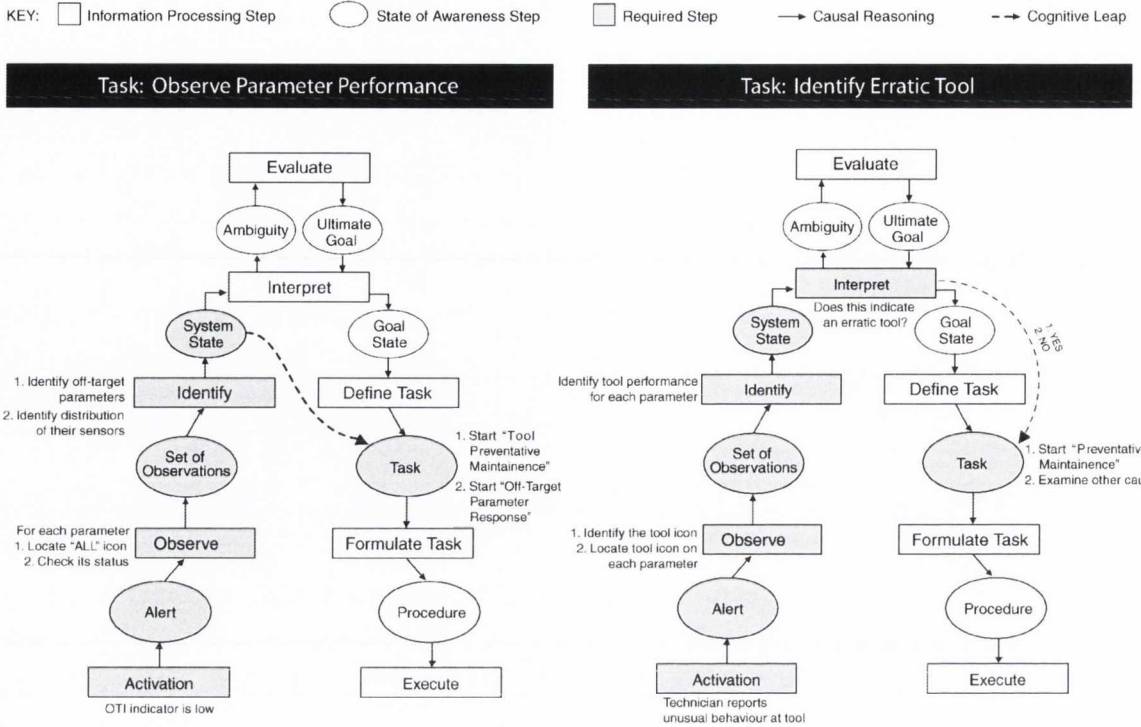 KEY: Information Processing Step State of Awareness Step Required Step Causal Reasoning Cognitive Leap
Task: Observe Parameter Performance
Evaluate
Ambiguity
Ultimate
Goal
Interpret
System
State
Goal
State
1. Identify off-target
parameters
2. Identify distribution
of their sensors
Identify
Define Task
Set of
Observations
Task
1. Start "Tool
Preventative
Maintainence"
2. Start "Off-Target
Parameter
Response"
For each parameter
1. Locate "ALL" icon
2. Check its status
Observe
Formulate Task
Alert
Procedure
Activation
Execute
OTI indicator is low
Task: Identify Erratic Tool
Evaluate
Ambiguity
Ultimate
Goal
Interpret
Does this indicate
an erratic tool?
System
State
Goal
State
1. YES
2. NO
Identify tool performance
for each parameter
Identify
Define Task
Set of
Observations
Task
1. Start "Preventative
Maintainence"
2. Examine other cau
1. Identify the tool icon
2. Locate tool icon on
each parameter
Observe
Formulate Task
Alert
Procedure
Activation
Execute
Technician reports
unusual behaviour at tool